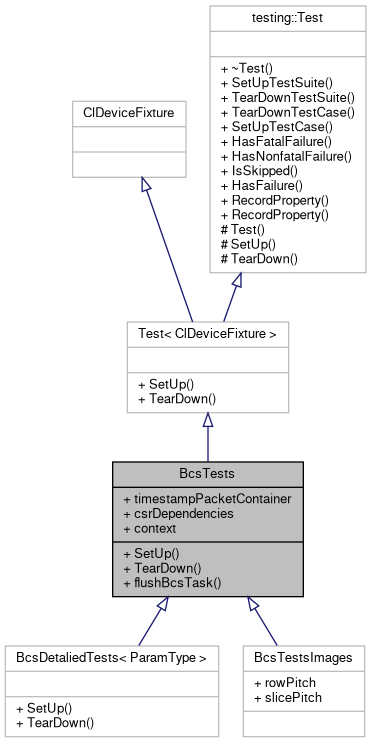 testing::Test
+ ~Test()
+ SetUpTestSuite()
+ TearDownTestSuite()
+ TearDownTestCase()
+ SetUpTestCase()
+ HasFatalFailure()
+ HasNonfatalFailure()
+ IsSkipped()
+ HasFailure()
+ RecordProperty()
+ RecordProperty()
# Test()
# SetUp()
# TearDown()
ClDeviceFixture
Test< ClDeviceFixture >
+ SetUp()
+ TearDown()
BcsTests
+ timestampPacketContainer
+ csrDependencies
+ context
+ SetUp()
+ TearDown()
+ flushBcsTask()
BcsDetaliedTests< ParamType >
+ SetUp()
+ TearDown()
BcsTestsImages
+ rowPitch
+ slicePitch